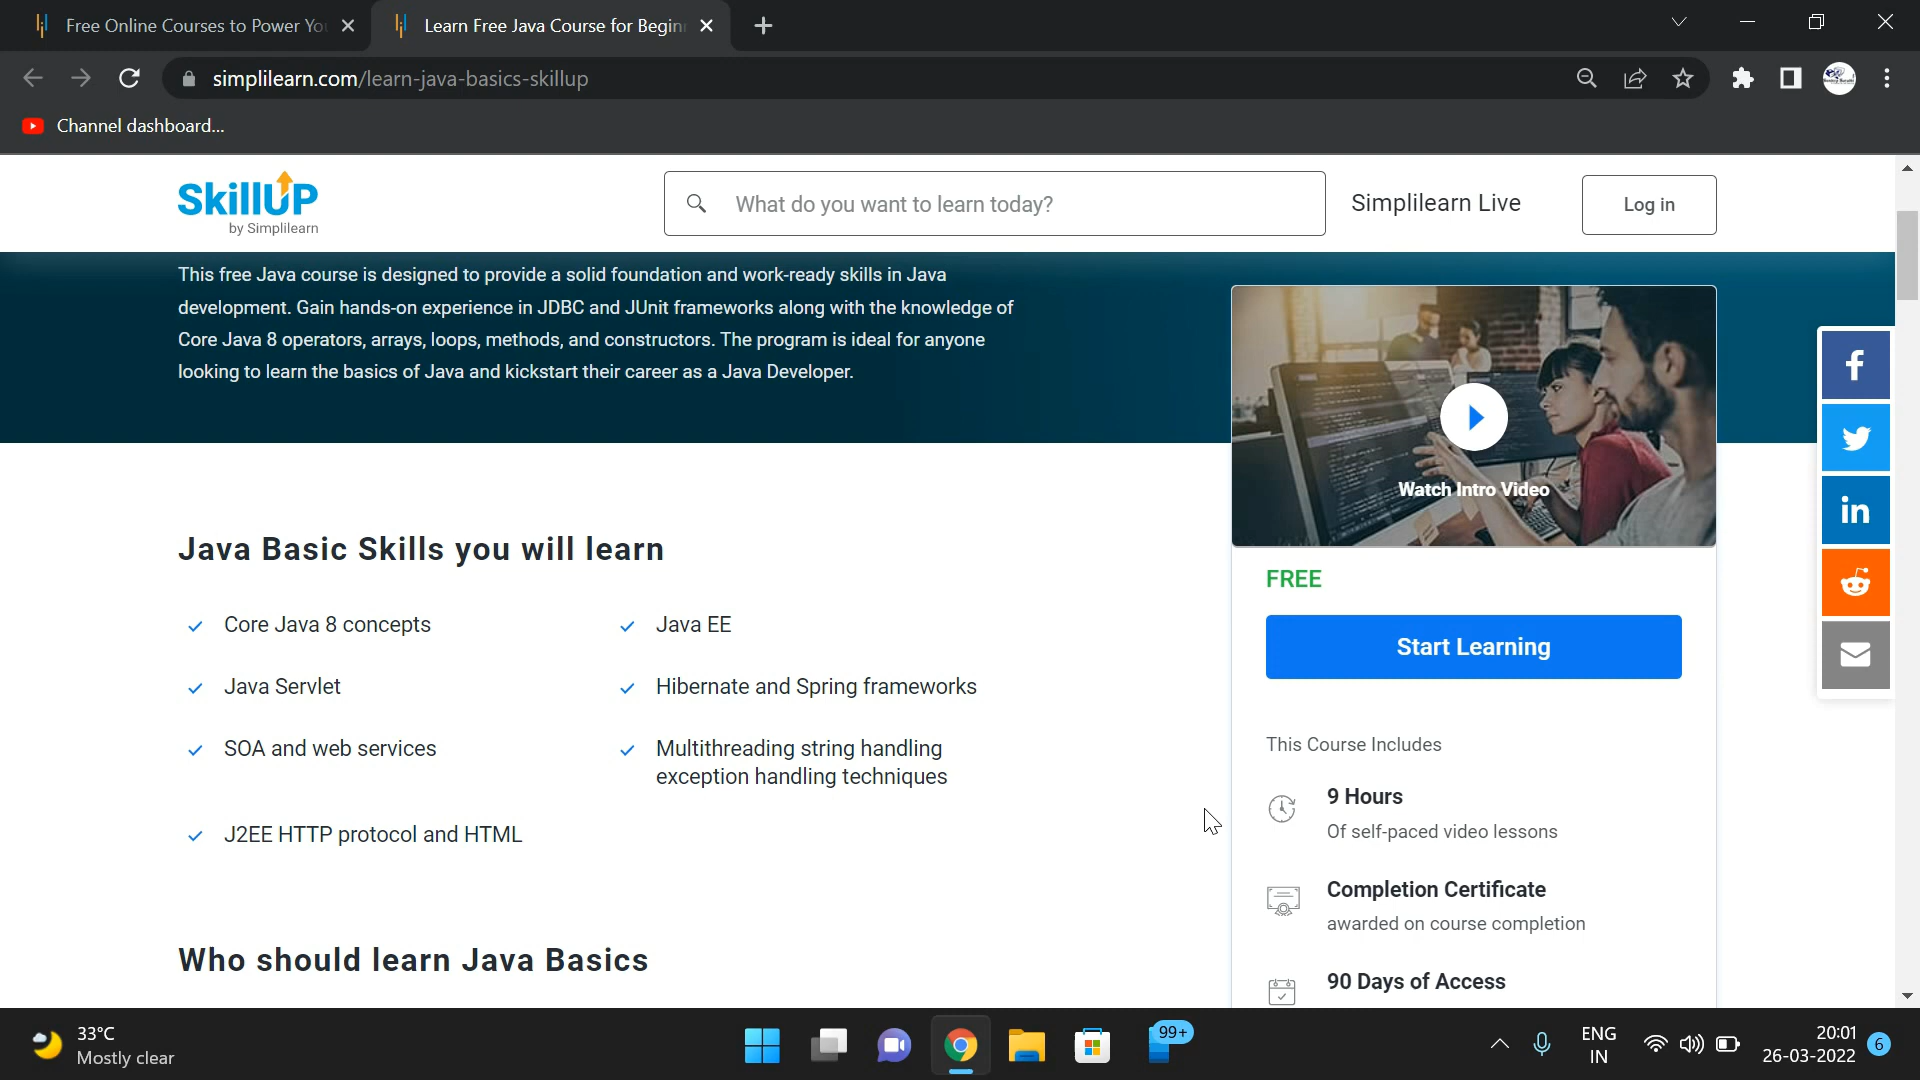 Free Online Courses to Power Yo
Learn Free Java Course for Begin
simplilearn.com/learn-java-basics-skillup
Channel dashboard...
SkillUP
by Simplilearn
What do you want to learn today?
Simplilearn Live
Log in
This free Java course is designed to provide a solid foundation and work-ready skills in Java
development. Gain hands-on experience in JDBC and JUnit frameworks along with the knowledge of
Core Java 8 operators, arrays, loops, methods, and constructors. The program is ideal for anyone
looking to learn the basics of Java and kickstart their career as a Java Developer.
Watch Intro Video
Java Basic Skills you will learn
Core Java 8 concepts
Java EE
Java Servlet
Hibernate and Spring frameworks
SOA and web services
Multithreading string handling
exception handling techniques
J2EE HTTP protocol and HTML
Who should learn Java Basics
FREE
Start Learning
This Course Includes
9 Hours
Of self-paced video lessons
Completion Certificate
awarded on course completion
90 Days of Access
f
in
33°C
Mostly clear
99+
ENG
IN
20:01
26-03-2022
6